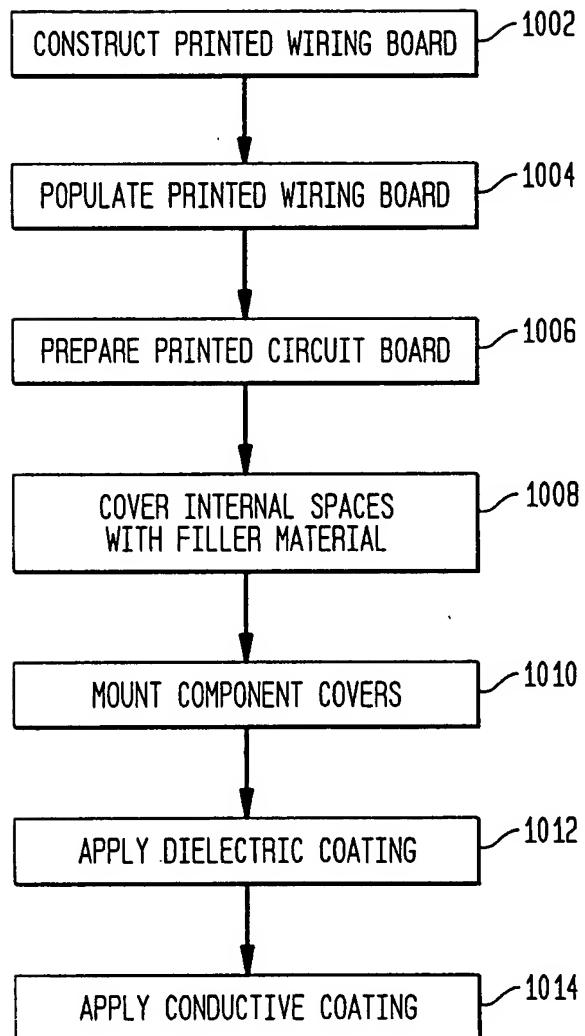 CONSTRUCT PRINTED WIRING BOARD
1002
POPULATE PRINTED WIRING BOARD
1004
PREPARE PRINTED CIRCUIT BOARD
1006
COVER INTERNAL SPACES
WITH FILLER MATERIAL
1008
MOUNT COMPONENT COVERS
1010
APPLY DIELECTRIC COATING
1012
APPLY CONDUCTIVE COATING
1014